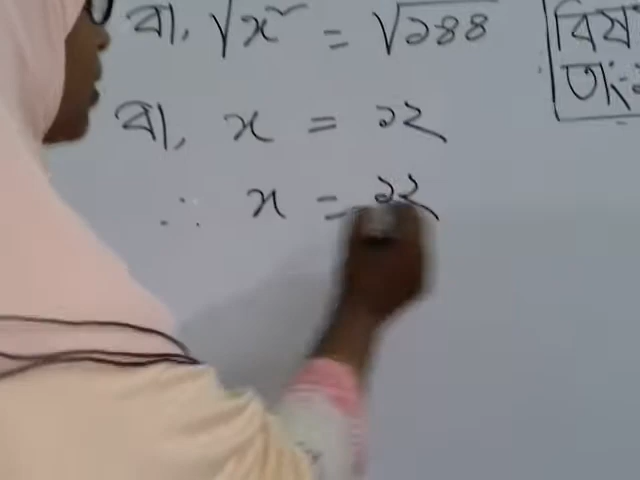 বা, √x² = √১৪৪
বা, x = ১২
∴ x = ১২
বিষ
তাং